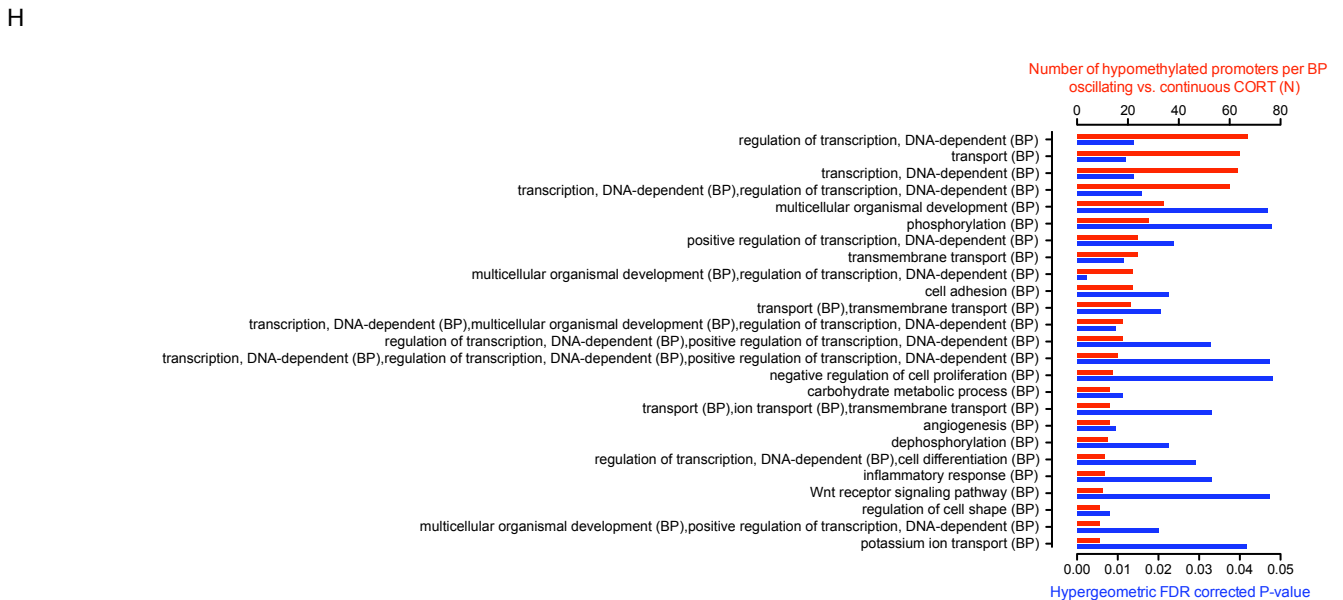 H
Number of hypomethylated promoters per BP
oscillating vs. continuous CORT (N)
0 20 40 60 80
regulation of transcription, DNA-dependent (BP)
transport (BP)
transcription, DNA-dependent (BP)
transcription, DNA-dependent (BP),regulation of transcription, DNA-dependent (BP)
multicellular organismal development (BP)
phosphorylation (BP)
positive regulation of transcription, DNA-dependent (BP)
transmembrane transport (BP)
multicellular organismal development (BP),regulation of transcription, DNA-dependent (BP)
cell adhesion (BP)
transport (BP),transmembrane transport (BP)
transcription, DNA-dependent (BP),multicellular organismal development (BP),regulation of transcription, DNA-dependent (BP)
regulation of transcription, DNA-dependent (BP),positive regulation of transcription, DNA-dependent (BP)
transcription, DNA-dependent (BP),regulation of transcription, DNA-dependent (BP),positive regulation of transcription, DNA-dependent (BP)
negative regulation of cell proliferation (BP)
carbohydrate metabolic process (BP)
transport (BP),ion transport (BP),transmembrane transport (BP)
angiogenesis (BP)
dephosphorylation (BP)
regulation of transcription, DNA-dependent (BP),cell differentiation (BP)
inflammatory response (BP)
Wnt receptor signaling pathway (BP)
regulation of cell shape (BP)
multicellular organismal development (BP),positive regulation of transcription, DNA-dependent (BP)
potassium ion transport (BP)
0.00 0.01 0.02 0.03 0.04 0.05
Hypergeometric FDR corrected P-value